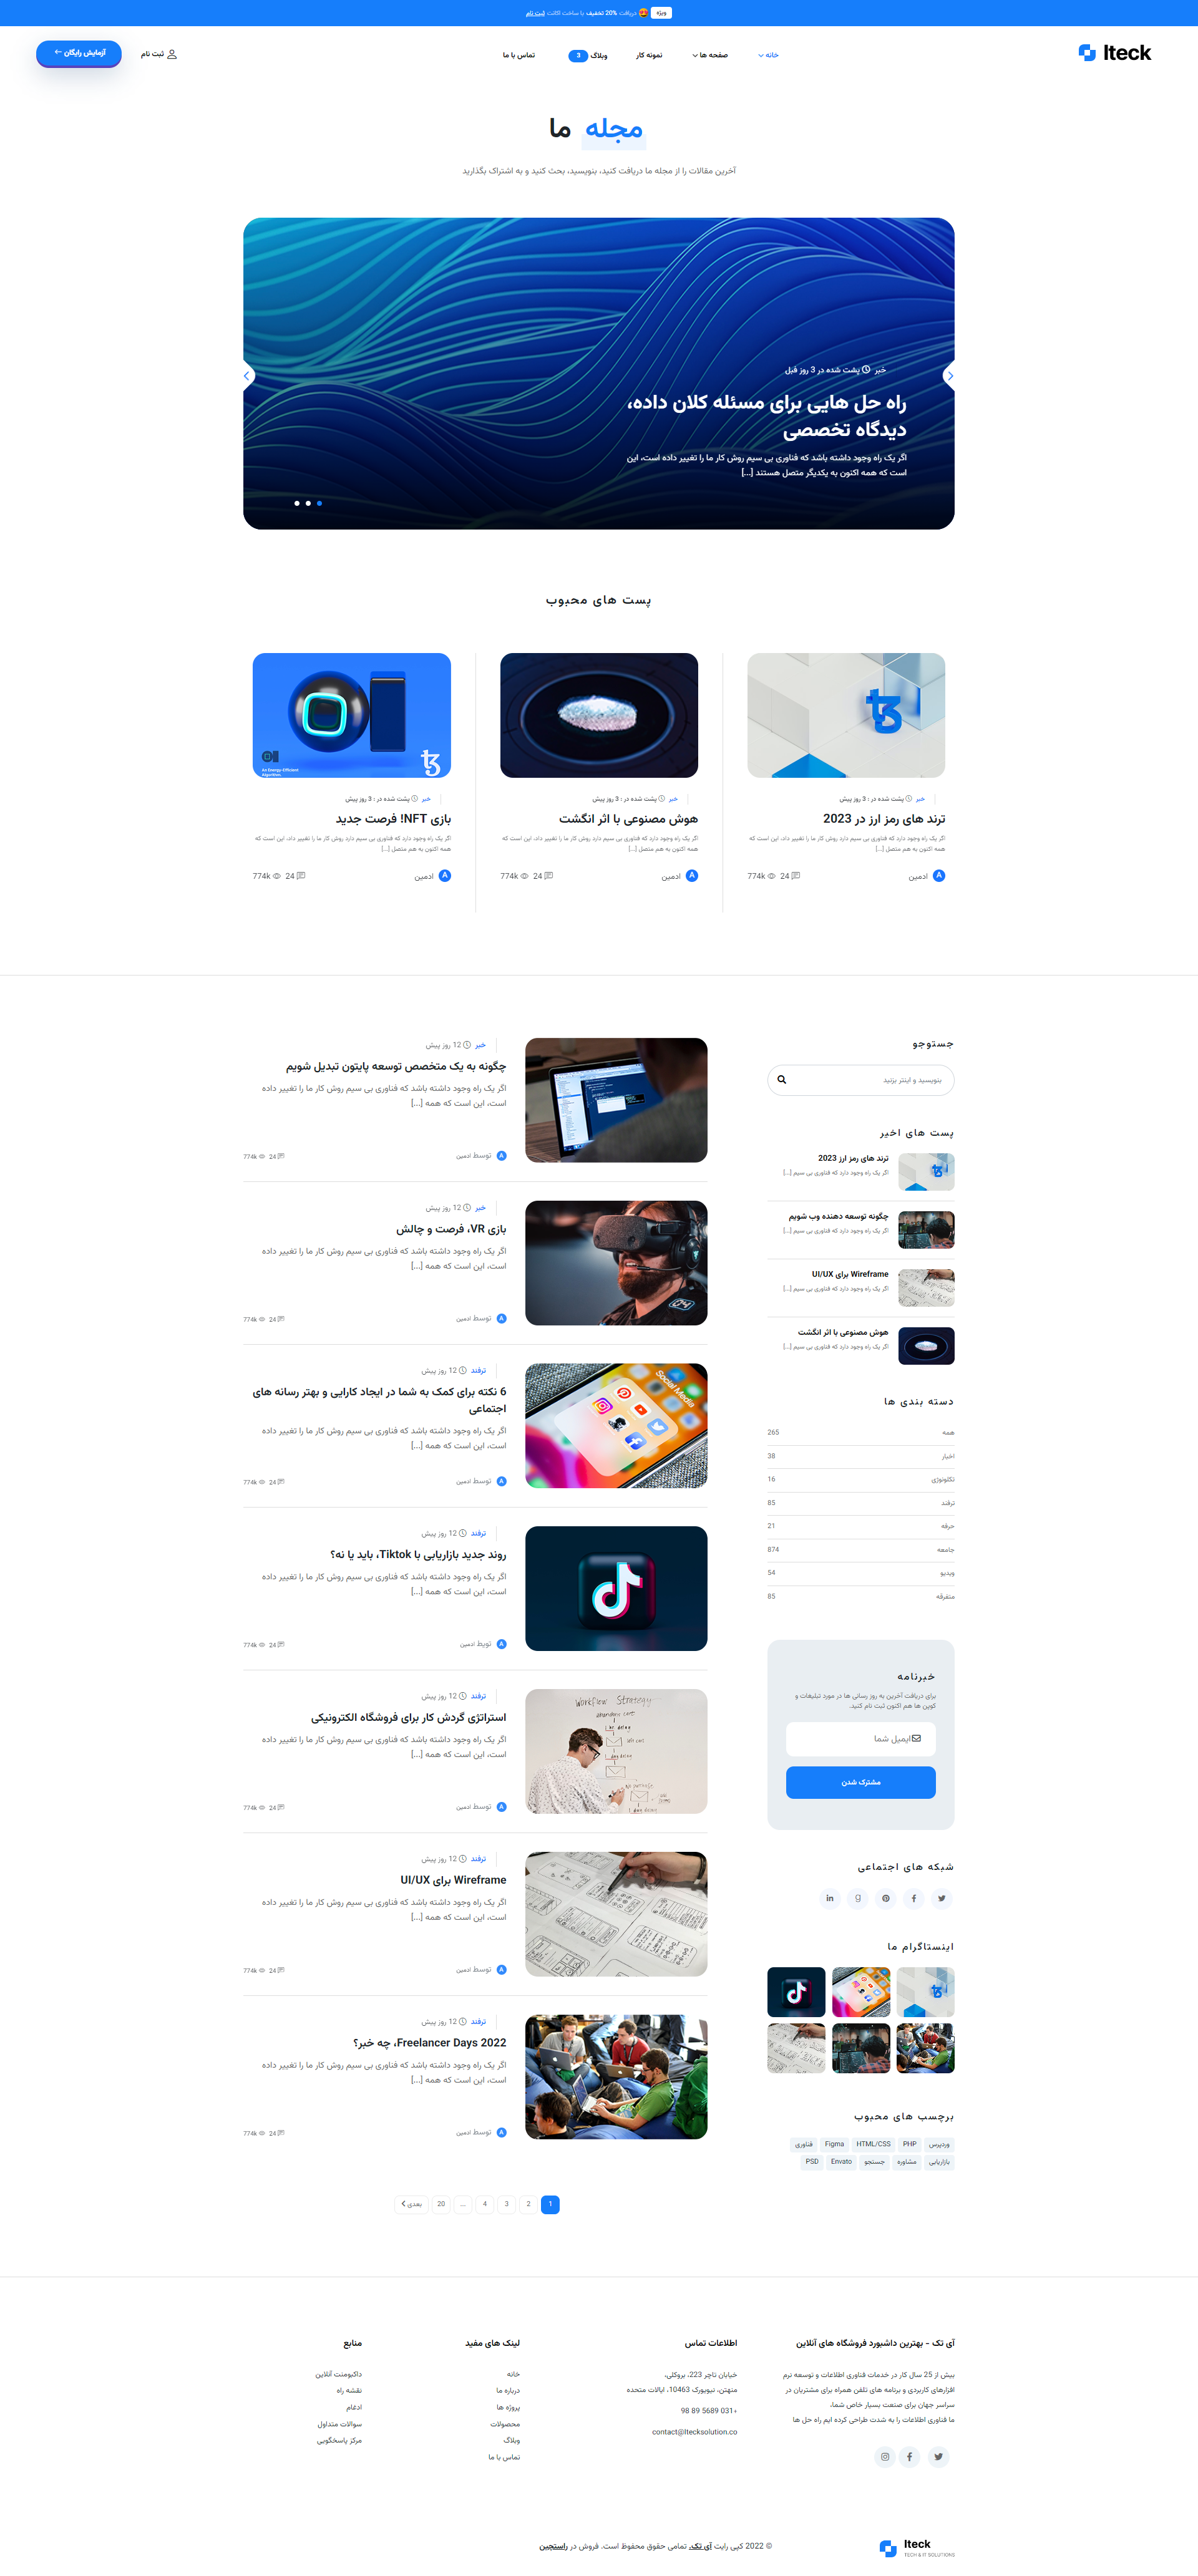 ویژه دریافت 20% تخفیف با ساخت اکانت ثبت نام
Iteck
خانه
صفحه ها
نمونه کار
وبلاگ 3
تماس با ما
ثبت نام
آزمایش رایگان
مجله ما
آخرین مقالات را از مجله ما دریافت کنید، بنویسید، بحث کنید و به اشتراک بگذارید
خبر پشت شده در 3 روز قبل
راه حل هایی برای مسئله کلان داده،
دیدگاه تخصصی
اگر یک راه وجود داشته باشد که فناوری بی سیم روش کار ما را تغییر داده است، این
است که همه اکنون به یکدیگر متصل هستند [...]
پست های محبوب
خبر پشت شده در : 3 روز پیش
ترند های رمز ارز در 2023
اگر یک راه وجود دارد که فناوری بی سیم دارد روش کار ما را تغییر داد، این است که
همه اکنون به هم متصل [...]
A ادمین 24 774k
خبر پشت شده در : 3 روز پیش
هوش مصنوعی با اثر انگشت
اگر یک راه وجود دارد که فناوری بی سیم دارد روش کار ما را تغییر داد، این است که
همه اکنون به هم متصل [...]
A ادمین 24 774k
An Energy-Efficient
Algorithm.
خبر پشت شده در : 3 روز پیش
بازی NFT! فرصت جدید
اگر یک راه وجود دارد که فناوری بی سیم دارد روش کار ما را تغییر داد، این است که
همه اکنون به هم متصل [...]
A ادمین 24 774k
جستوجو
بنویسید و اینتر بزنید
پست های اخیر
ترند های رمز ارز 2023
اگر یک راه وجود دارد که فناوری بی سیم [...]
چگونه توسعه دهنده وب شویم
اگر یک راه وجود دارد که فناوری بی سیم [...]
Wireframe برای UI/UX
اگر یک راه وجود دارد که فناوری بی سیم [...]
هوش مصنوعی با اثر انگشت
اگر یک راه وجود دارد که فناوری بی سیم [...]
دسته بندی ها
همه 265
اخبار 38
تکنولوژی 16
ترفند 85
حرفه 21
جامعه 874
ویدیو 54
متفرقه 85
خبرنامه
برای دریافت آخرین به روز رسانی ها در مورد تبلیغات و
کوپن ها هم اکنون ثبت نام کنید.
ایمیل شما
مشترک شدن
شبکه های اجتماعی
اینستاگرام ما
برچسب های محبوب
وردپرس PHP HTML/CSS Figma فناوری
بازاریابی مشاوره جستجو Envato PSD
خبر 12 روز پیش
چگونه به یک متخصص توسعه پایتون تبدیل شویم
اگر یک راه وجود داشته باشد که فناوری بی سیم روش کار ما را تغییر داده
است، این است که همه [...]
A توسط ادمین 24 774k
خبر 12 روز پیش
بازی VR، فرصت و چالش
اگر یک راه وجود داشته باشد که فناوری بی سیم روش کار ما را تغییر داده
است، این است که همه [...]
A توسط ادمین 24 774k
Social Media
ترفند 12 روز پیش
6 نکته برای کمک به شما در ایجاد کارایی و بهتر رسانه های
اجتماعی
اگر یک راه وجود داشته باشد که فناوری بی سیم روش کار ما را تغییر داده
است، این است که همه [...]
A توسط ادمین 24 774k
ترفند 12 روز پیش
روند جدید بازاریابی با Tiktok، باید یا نه؟
اگر یک راه وجود داشته باشد که فناوری بی سیم روش کار ما را تغییر داده
است، این است که همه [...]
A توبط ادمین 24 774k
Workflow Strategy
abandon cart
1 hr delay
1 day delay
1 day delay
ترفند 12 روز پیش
استراتژی گردش کار برای فروشگاه الکترونیکی
اگر یک راه وجود داشته باشد که فناوری بی سیم روش کار ما را تغییر داده
است، این است که همه [...]
A توسط ادمین 24 774k
ترفند 12 روز پیش
Wireframe برای UI/UX
اگر یک راه وجود داشته باشد که فناوری بی سیم روش کار ما را تغییر داده
است، این است که همه [...]
A توسط ادمین 24 774k
ترفند 12 روز پیش
Freelancer Days 2022، چه خبر؟
اگر یک راه وجود داشته باشد که فناوری بی سیم روش کار ما را تغییر داده
است، این است که همه [...]
A توسط ادمین 24 774k
1 2 3 4 ... 20 بعدی
آی تک - بهترین داشبورد فروشگاه های آنلاین
بیش از 25 سال کار در خدمات فناوری اطلاعات و توسعه نرم
افزارهای کاربردی و برنامه های تلفن همراه برای مشتریان در
سراسر جهان برای صنعت بسیار خاص شما،
ما فناوری اطلاعات را به شدت طراحی کرده ایم راه حل ها
اطلاعات تماس
خیابان تاچر 223، بروکلی،
منهتن، نیویورک 10463، ایالات متحده
+031 5689 89 98
contact@Itecksolution.co
لینک های مفید
خانه
درباره ما
پروژه ها
محصولات
وبلاگ
تماس با ما
منابع
داکیومنت آنلاین
نقشه راه
ادغام
سوالات متداول
مرکز پاسخگویی
Iteck
TECH & IT SOLUTIONS
© 2022 کپی رایت آی تک. تمامی حقوق محفوظ است. فروش در راستچین